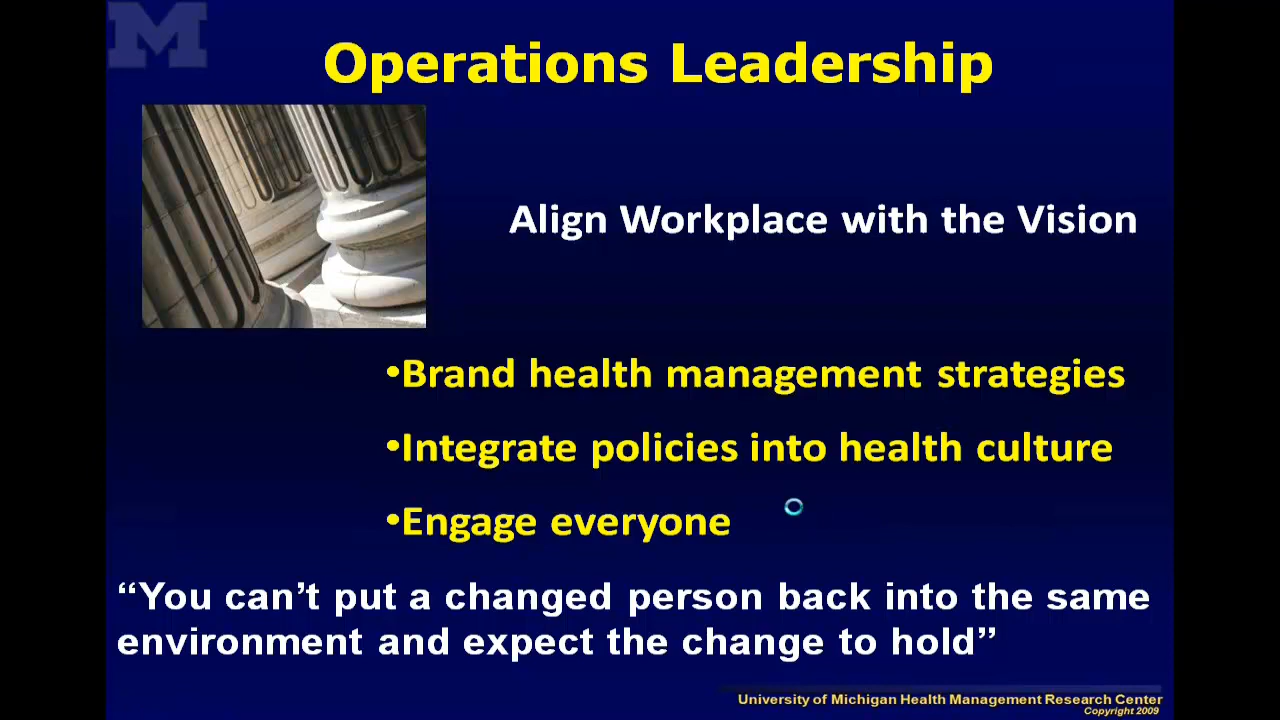 M
Operations Leadership
Align Workplace with the Vision
•Brand health management strategies
•Integrate policies into health culture
•Engage everyone
“You can’t put a changed person back into the same
environment and expect the change to hold”
University of Michigan Health Management Research Center
Copyright 2009